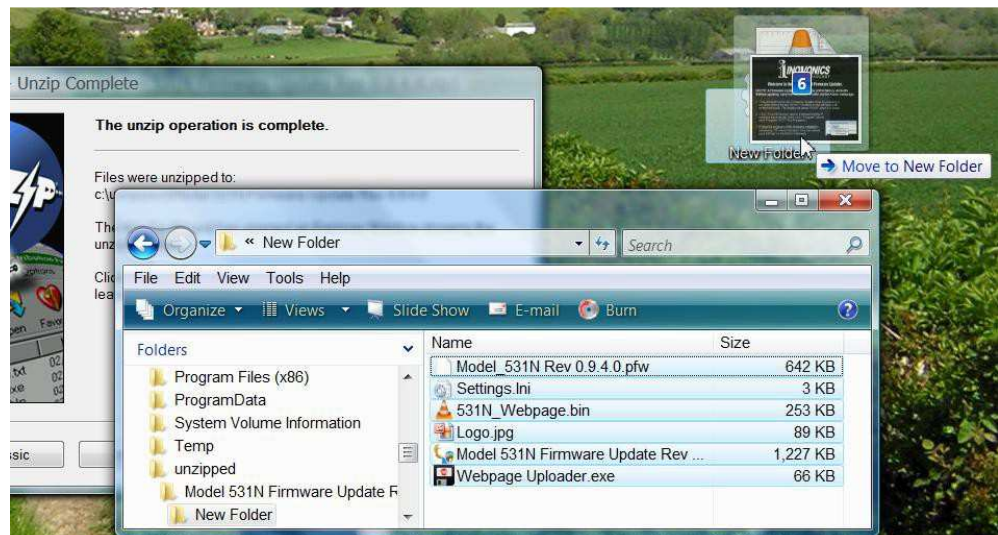 Unzip Complete
The unzip operation is complete.
Files were unzipped to:
INOVONICS
6
New Folder
Move to New Folder
« New Folder
Search
File Edit View Tools Help
Organize Views Slide Show E-mail Burn
Folders
Program Files (x86)
ProgramData
System Volume Information
Temp
unzipped
Model 531N Firmware Update R
New Folder
Name Size
Model_531N Rev 0.9.4.0.pfw 642 KB
Settings.Ini 3 KB
531N_Webpage.bin 253 KB
Logo.jpg 89 KB
Model 531N Firmware Update Rev ... 1,227 KB
Webpage Uploader.exe 66 KB